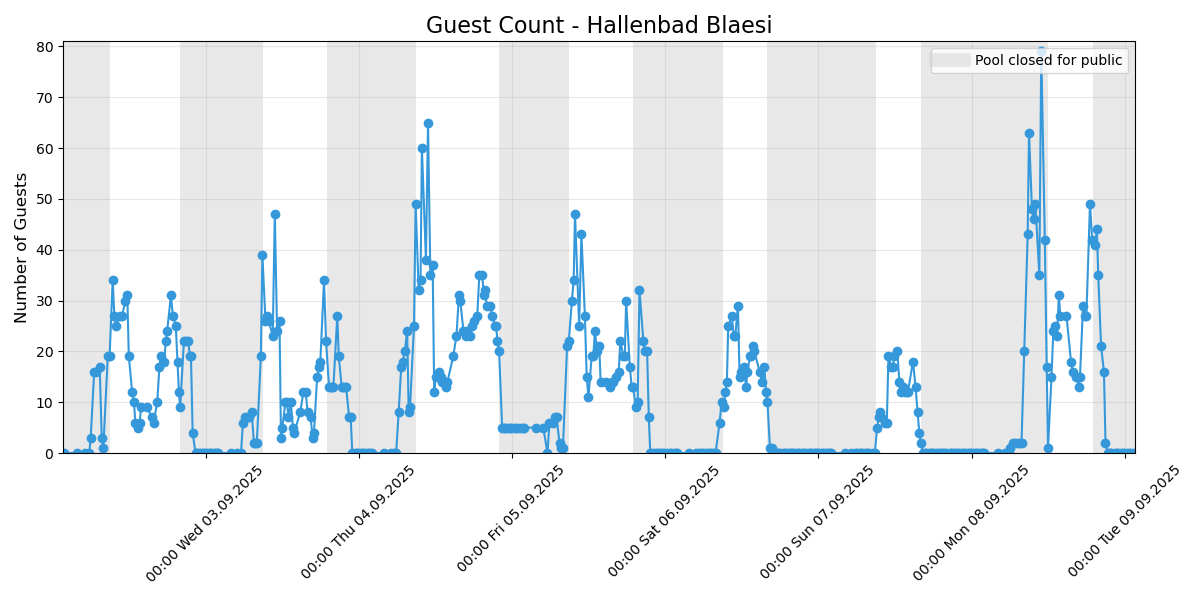 Guest Count - Hallenbad Blaesi
Pool closed for public
Number of Guests
80
70
60
50
40
30
20
10
0
00:00 Wed 03.09.2025
00:00 Thu 04.09.2025
00:00 Fri 05.09.2025
00:00 Sat 06.09.2025
00:00 Sun 07.09.2025
00:00 Mon 08.09.2025
00:00 Tue 09.09.2025